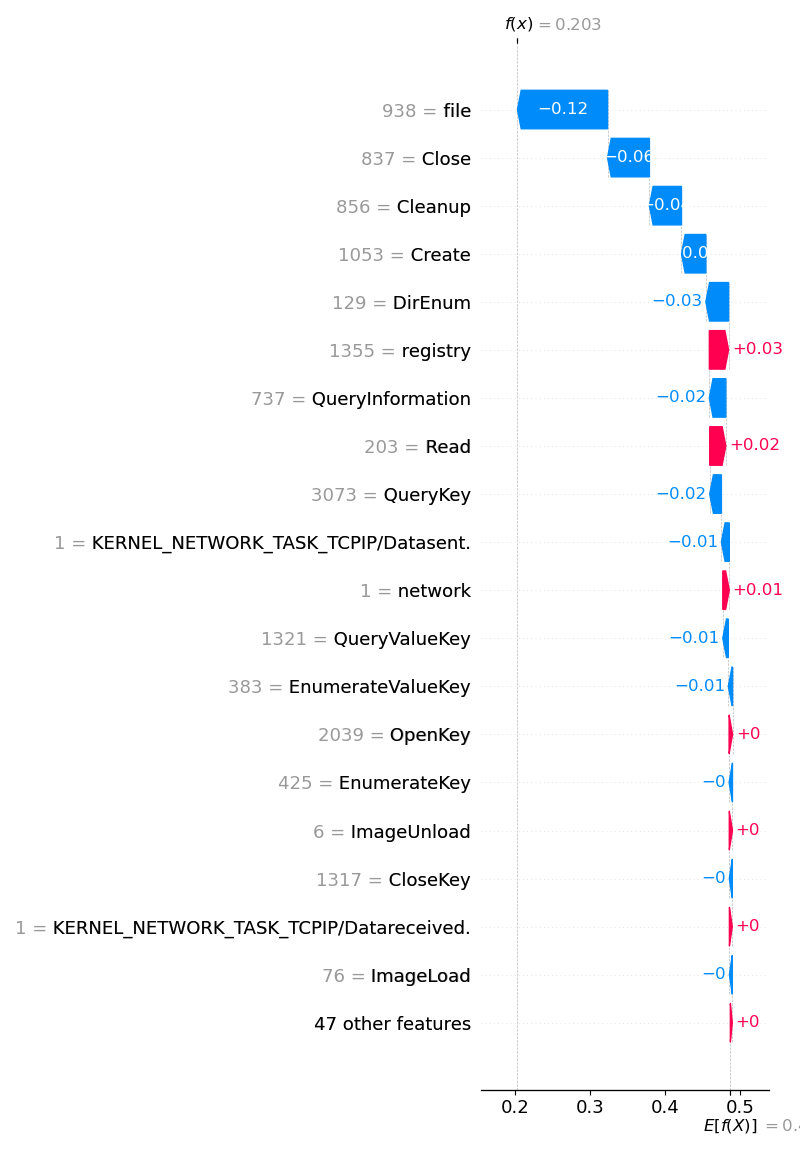 f(x) = 0.203
938 = file −0.12
837 = Close −0.06
856 = Cleanup
1053 = Create
129 = DirEnum −0.03
1355 = registry +0.03
737 = QueryInformation −0.02
203 = Read +0.02
3073 = QueryKey −0.02
1 = KERNEL_NETWORK_TASK_TCPIP/Datasent. −0.01
1 = network +0.01
1321 = QueryValueKey −0.01
383 = EnumerateValueKey −0.01
2039 = OpenKey +0
425 = EnumerateKey −0
6 = ImageUnload +0
1317 = CloseKey −0
1 = KERNEL_NETWORK_TASK_TCPIP/Datareceived. +0
76 = ImageLoad −0
47 other features +0
0.2 0.3 0.4 0.5
E[f(X)]